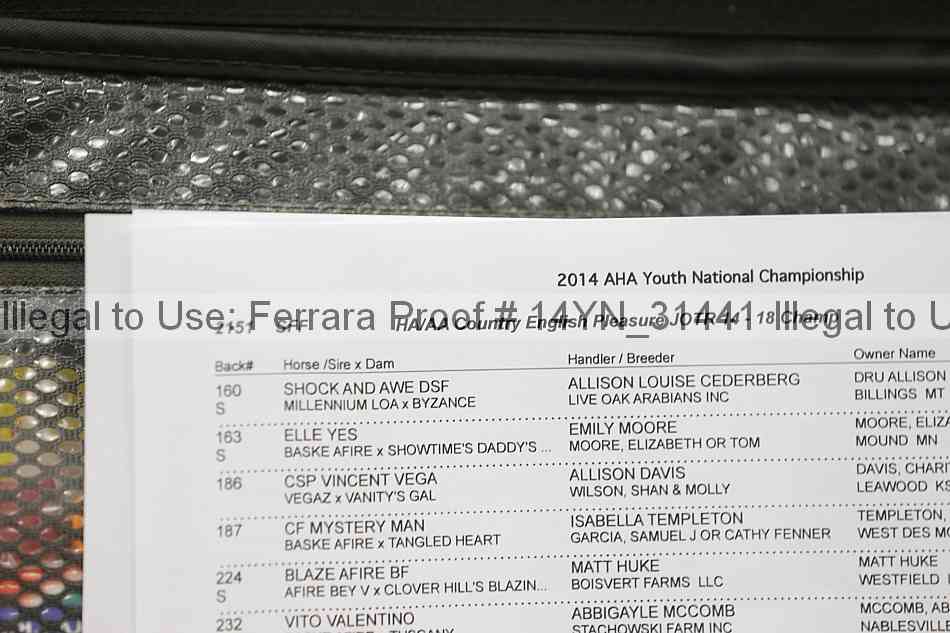 2014 AHA Youth National Championship
Illegal to Use; Ferrara Proof # 14YN_31441. Illegal to U
2151 SFF HA/AA Country English Pleasure JOTR 14 - 18 Champ
Back# Horse /Sire x Dam Handler / Breeder Owner Name
160 SHOCK AND AWE DSF ALLISON LOUISE CEDERBERG DRU ALLISON
S MILLENNIUM LOA x BYZANCE LIVE OAK ARABIANS INC BILLINGS MT
163 ELLE YES EMILY MOORE MOORE, ELIZA
S BASKE AFIRE x SHOWTIME'S DADDY'S ... MOORE, ELIZABETH OR TOM MOUND MN
186 CSP VINCENT VEGA ALLISON DAVIS DAVIS, CHARI
VEGAZ x VANITY'S GAL WILSON, SHAN & MOLLY LEAWOOD KS
187 CF MYSTERY MAN ISABELLA TEMPLETON TEMPLETON,
BASKE AFIRE x TANGLED HEART GARCIA, SAMUEL J OR CATHY FENNER WEST DES MO
224 BLAZE AFIRE BF MATT HUKE MATT HUKE
S AFIRE BEY V x CLOVER HILL'S BLAZIN... BOISVERT FARMS LLC WESTFIELD
232 VITO VALENTINO ABBIGAYLE MCCOMB MCCOMB, AB
STACHOWSKI FARM INC NABLESVILL